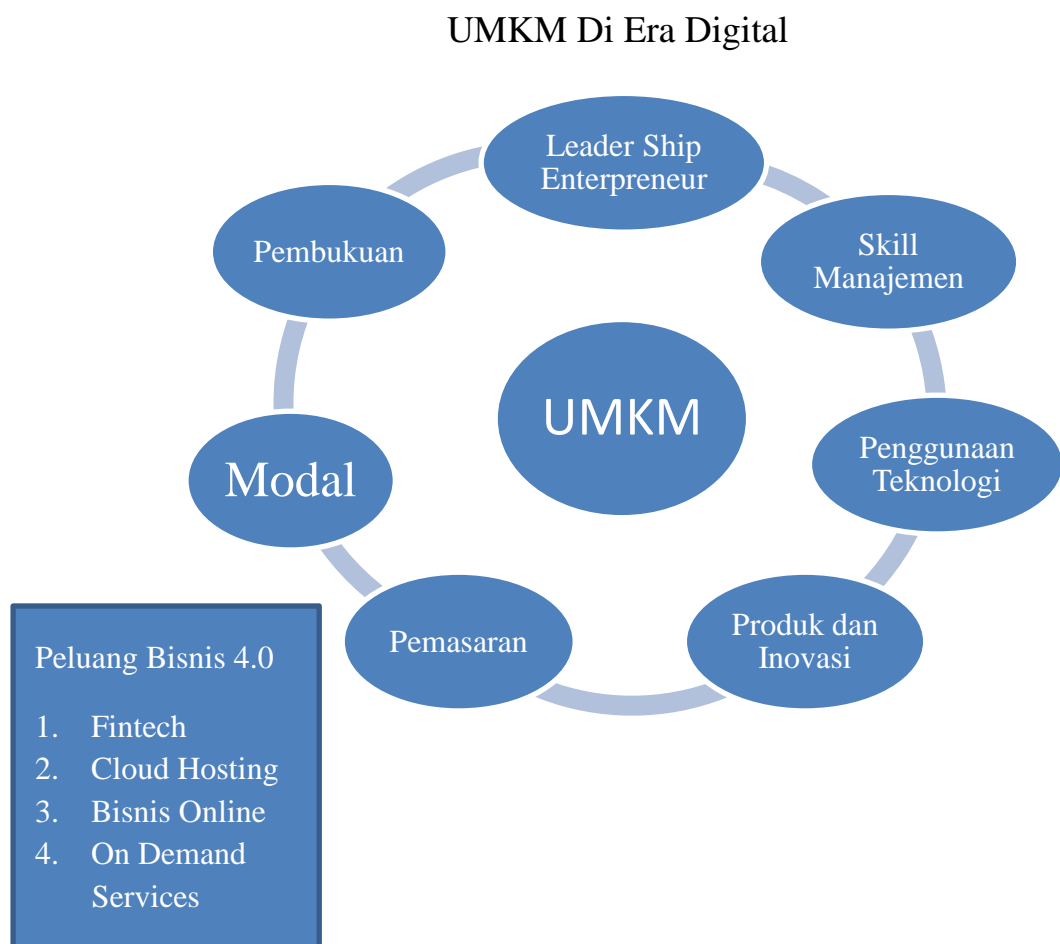 UMKM Di Era Digital
Leader Ship
Enterpreneur
Skill
Manajemen
Penggunaan
Teknologi
Produk dan
Inovasi
Pemasaran
Modal
Pembukuan
UMKM
Peluang Bisnis 4.0
1. Fintech
2. Cloud Hosting
3. Bisnis Online
4. On Demand
Services